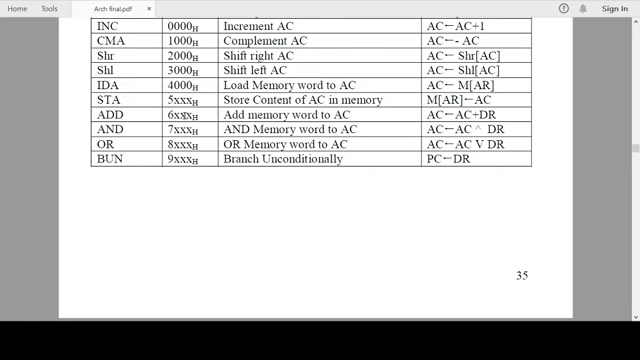 Home Tools Arch final.pdf × ? Sign In
INC 0000H Increment AC AC←AC+1
CMA 1000H Complement AC AC←- AC
Shr 2000H Shift right AC AC← Shr[AC]
Shl 3000H Shift left AC AC← Shl[AC]
IDA 4000H Load Memory word to AC AC← M[AR]
STA 5xxxH Store Content of AC in memory M[AR]←AC
ADD 6xxxH Add memory word to AC AC←AC+DR
AND 7xxxH AND Memory word to AC AC←AC ^ DR
OR 8xxxH OR Memory word to AC AC←AC V DR
BUN 9xxxH Branch Unconditionally PC←DR
35